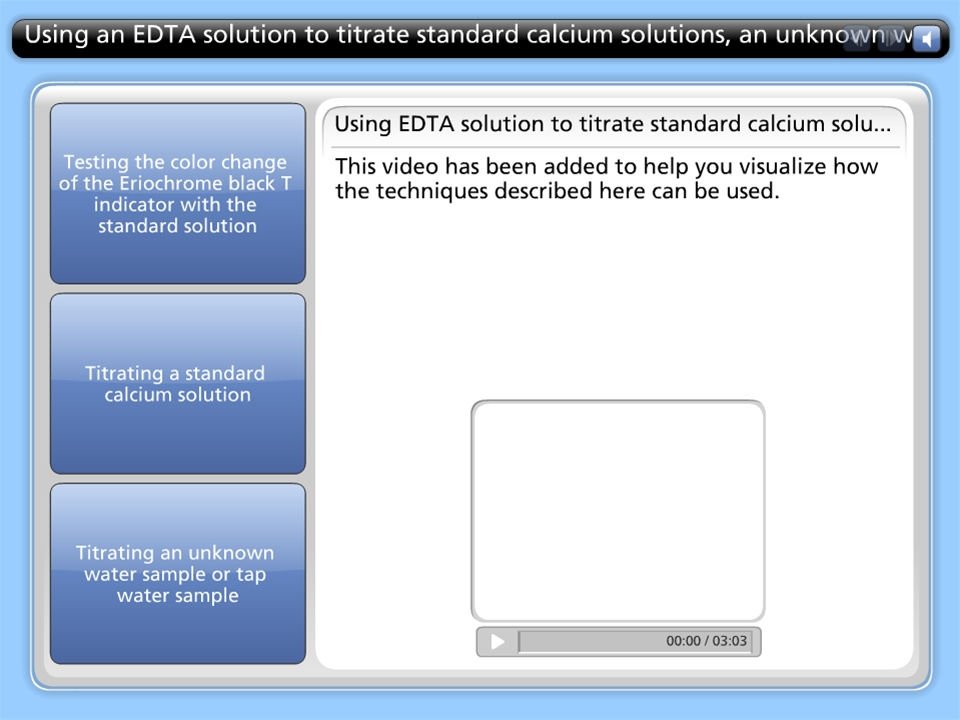 Using an EDTA solution to titrate standard calcium solutions, an unknown w
Testing the color change
of the Eriochrome black T
indicator with the
standard solution
Titrating a standard
calcium solution
Titrating an unknown
water sample or tap
water sample
Using EDTA solution to titrate standard calcium solu...
This video has been added to help you visualize how
the techniques described here can be used.
00:00 / 03:03